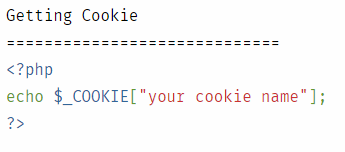 Getting Cookie
=============================
<?php
echo $_COOKIE["your cookie name"];
?>